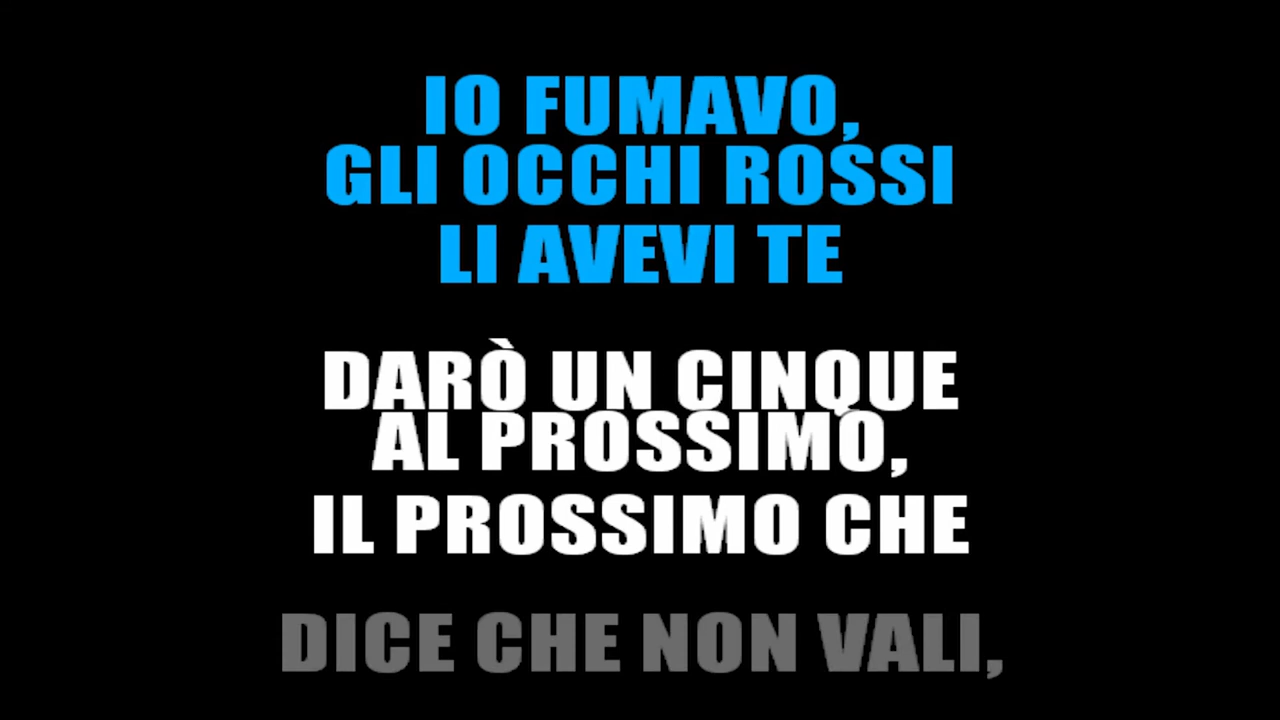 IO FUMAVO,
GLI OCCHI ROSSI
LI AVEVI TE
DARÒ UN CINQUE
AL PROSSIMO,
IL PROSSIMO CHE
DICE CHE NON VALI,